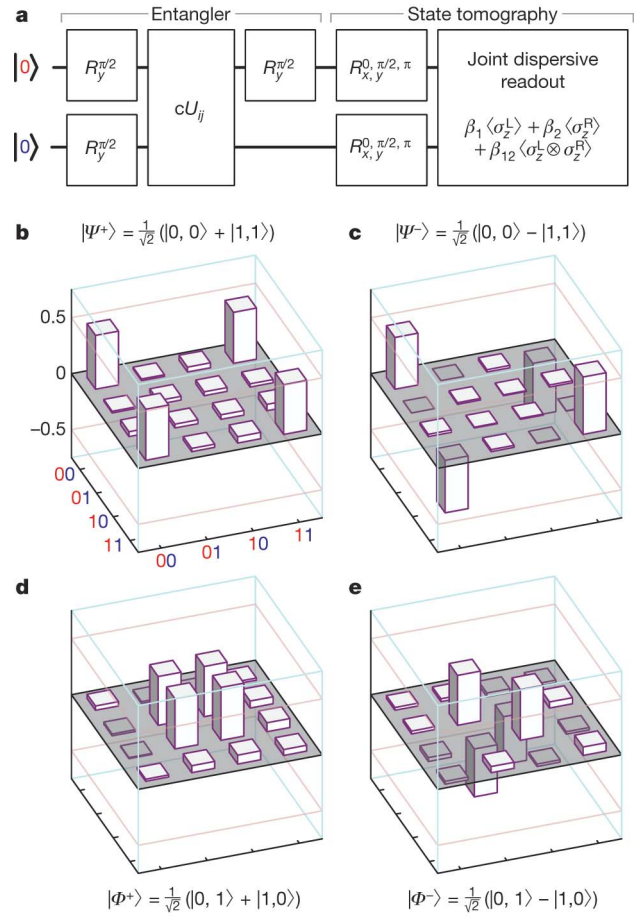 a
Entangler
State tomography
|0⟩
R_y^{π/2}
cU_{ij}
R_y^{π/2}
R_{x, y}^{0, π/2, π}
Joint dispersive
readout
β_1 ⟨σ_z^L⟩ + β_2 ⟨σ_z^R⟩
+ β_{12} ⟨σ_z^L ⊗ σ_z^R⟩
|0⟩
R_y^{π/2}
R_{x, y}^{0, π/2, π}
b
|Ψ⁺⟩ = 1/√2 (|0, 0⟩ + |1,1⟩)
c
|Ψ⁻⟩ = 1/√2 (|0, 0⟩ – |1,1⟩)
0.5
0
–0.5
00
01
10
11
00
01
10
11
d
e
|Φ⁺⟩ = 1/√2 (|0, 1⟩ + |1,0⟩)
|Φ⁻⟩ = 1/√2 (|0, 1⟩ – |1,0⟩)